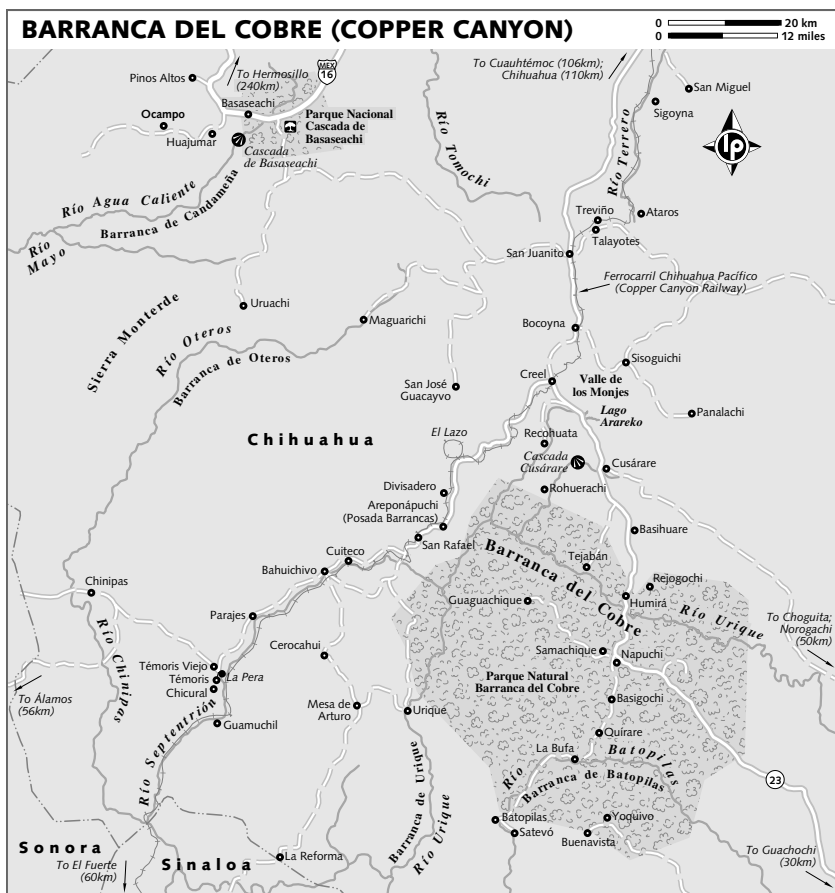 BARRANCA DEL COBRE (COPPER CANYON)
0 20 km
0 12 miles
To Hermosillo
(240km)
MEX
16
To Cuauhtémoc (106km);
Chihuahua (110km)
Pinos Altos
San Miguel
Sigoyna
Basaseachi
Ocampo
Parque Nacional
Cascada de
Basaseachi
Huajumar
Cascada
de Basaseachi
Río Tomochi
Río Terrero
lp
Río Agua Caliente
Barranca de Candameña
Río
Mayo
Treviño
Ataros
Talayotes
San Juanito
Ferrocarril Chihuahua Pacífico
(Copper Canyon Railway)
Uruachi
Maguarichi
Sierra Monterde
Río Oteros
Barranca de Oteros
Bocoyna
Sisoguichi
San José
Guacayvo
Creel
Valle de
los Monjes
Lago
Arareko
Panalachi
Chihuahua
El Lazo
Recohuata
Cascada
Cusárare
Cusárare
Divisadero
Rohuerachi
Areponápuchi
(Posada Barrancas)
Basihuare
San Rafael
Cuiteco
Bahuichivo
Barranca del Cobre
Tejabán
Rejogochi
Chinipas
Guaguachique
Humirá
Río Urique
Parajes
To Choguita;
Norogachi
(50km)
Río Chinipas
Cerocahui
Samachique
Napuchi
Témoris Viejo
Témoris
La Pera
Chicural
Parque Natural
Barranca del Cobre
To Álamos
(56km)
Mesa de
Arturo
Urique
Basigochi
Guamuchil
Río Septentrión
Quírare
La Bufa
Río Batopilas
Barranca de Batopilas
23
Barranca de Urique
Río Urique
Batopilas
Satevó
Yoquivo
Buenavista
Sonora
To El Fuerte
(60km)
Sinaloa
La Reforma
To Guachochi
(30km)